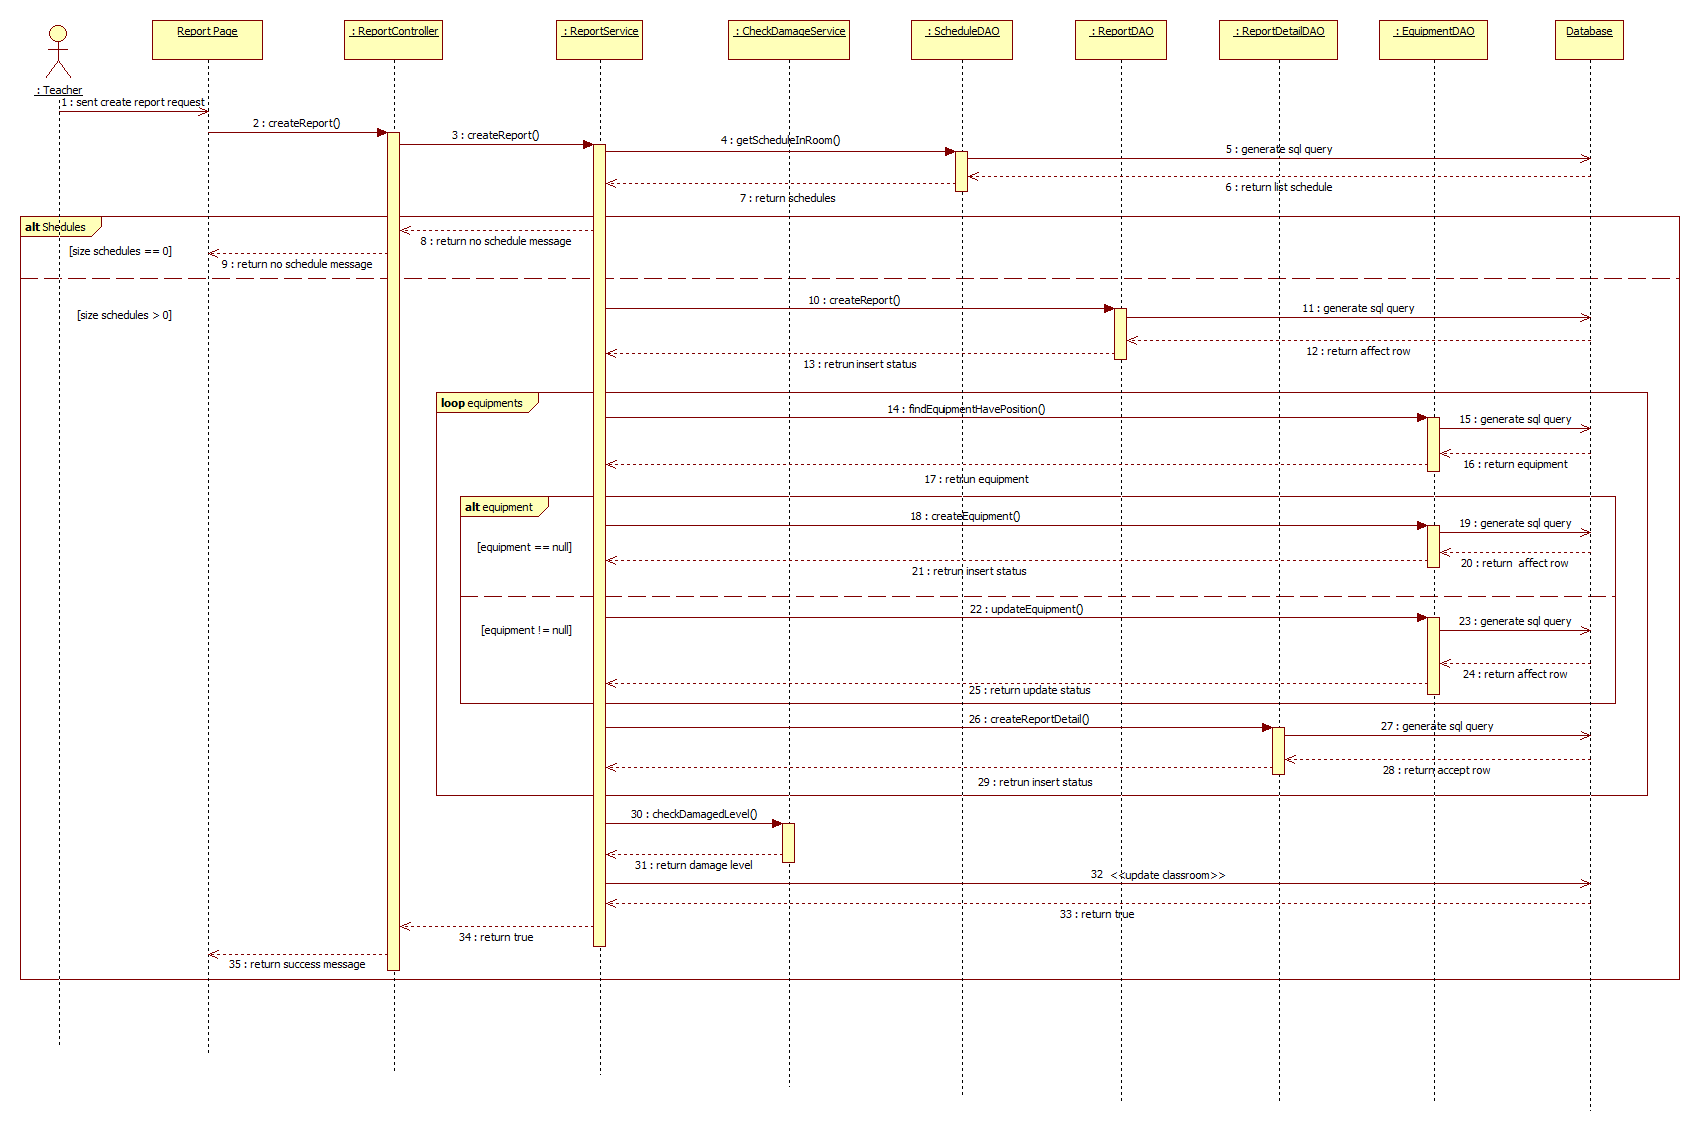 Report Page
: ReportController
: ReportService
: CheckDamageService
: ScheduleDAO
: ReportDAO
: ReportDetailDAO
: EquipmentDAO
Database
: Teacher
1 : sent create report request
2 : createReport()
3 : createReport()
4 : getScheduleInRoom()
5 : generate sql query
6 : return list schedule
7 : return schedules
alt Shedules
8 : return no schedule message
[size schedules == 0]
9 : return no schedule message
10 : createReport()
11 : generate sql query
[size schedules > 0]
12 : return affect row
13 : retrun insert status
loop equipments
14 : findEquipmentHavePosition()
15 : generate sql query
16 : return equipment
17 : retrun equipment
alt equipment
18 : createEquipment()
19 : generate sql query
[equipment == null]
20 : return  affect row
21 : retrun insert status
22 : updateEquipment()
23 : generate sql query
[equipment != null]
24 : return affect row
25 : return update status
26 : createReportDetail()
27 : generate sql query
28 : return accept row
29 : retrun insert status
30 : checkDamagedLevel()
31 : return damage level
32 <<update classroom>>
33 : return true
34 : return true
35 : return success message